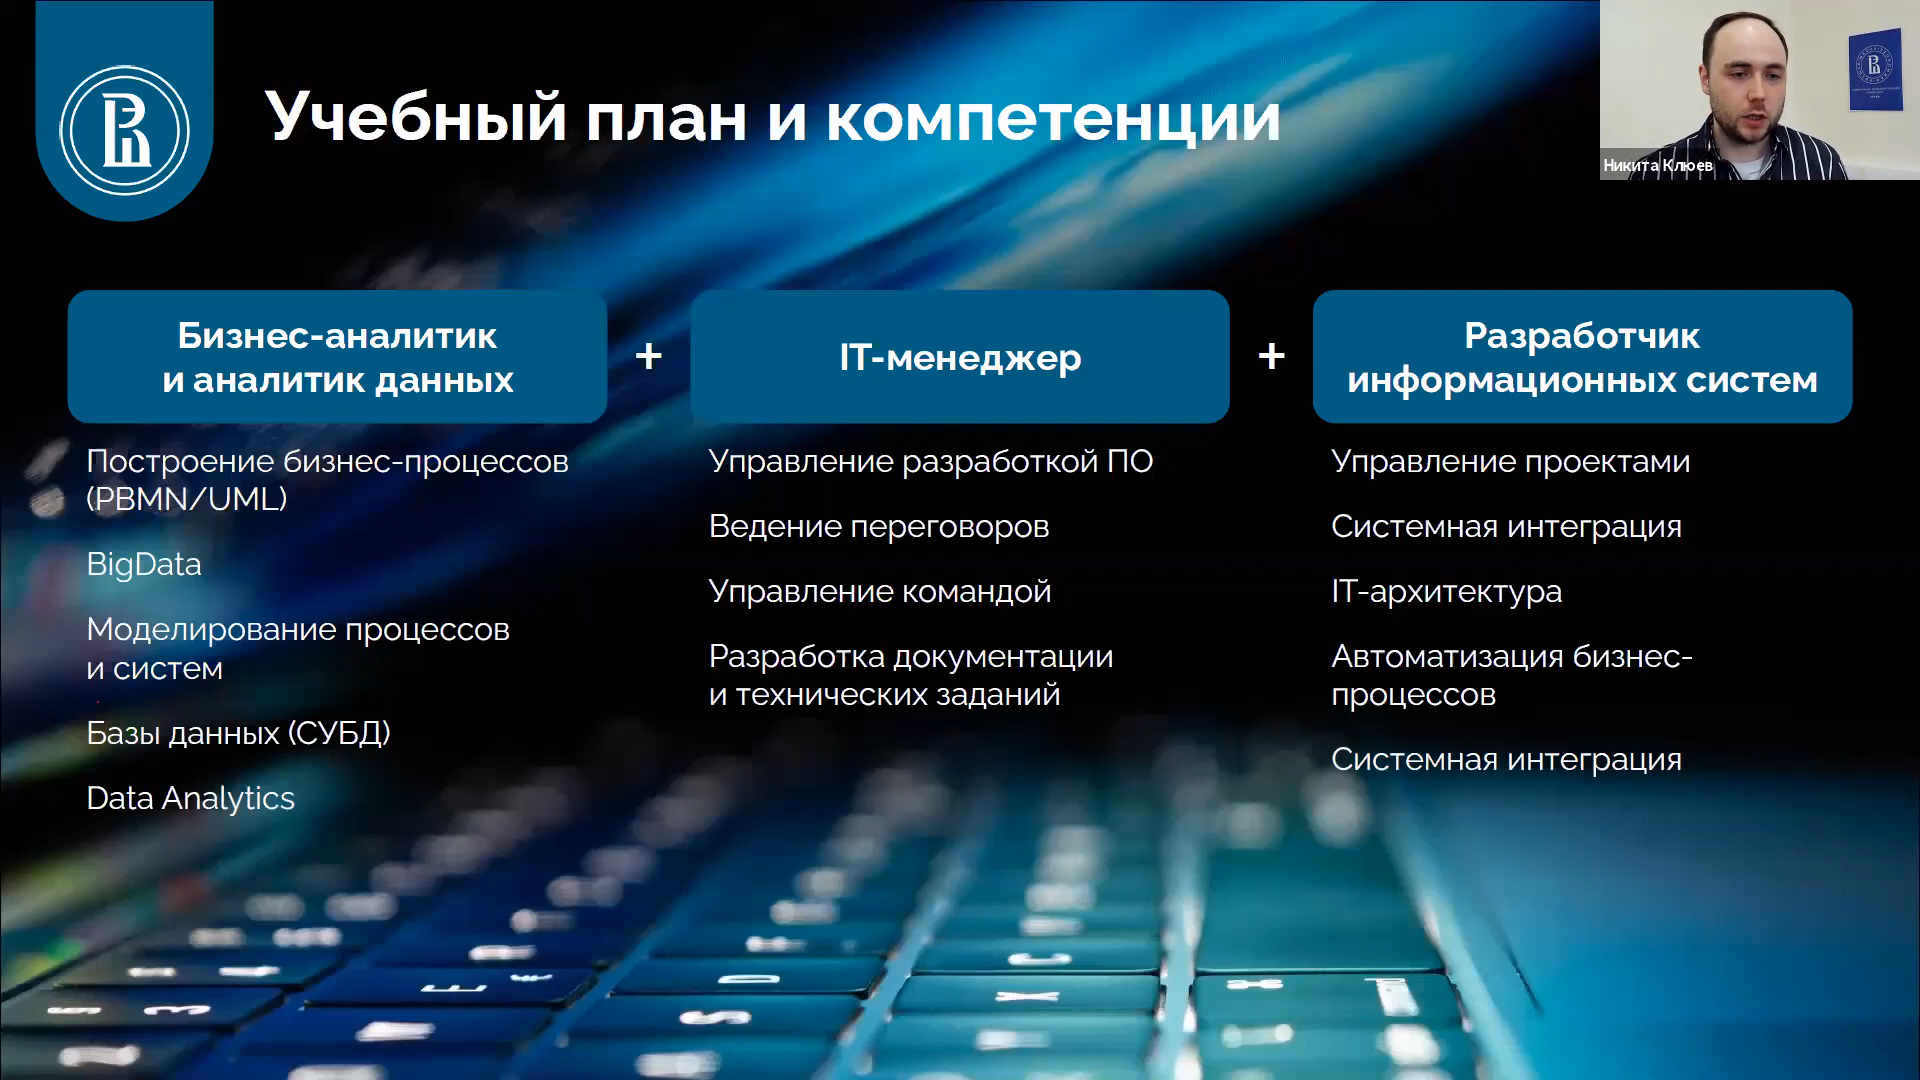 Учебный план и компетенции
Никита Клюев
Бизнес-аналитик
и аналитик данных
+
IT-менеджер
+
Разработчик
информационных систем
Построение бизнес-процессов
(PBMN/UML)
BigData
Моделирование процессов
и систем
Базы данных (СУБД)
Data Analytics
Управление разработкой ПО
Ведение переговоров
Управление командой
Разработка документации
и технических заданий
Управление проектами
Системная интеграция
IT-архитектура
Автоматизация бизнес-
процессов
Системная интеграция